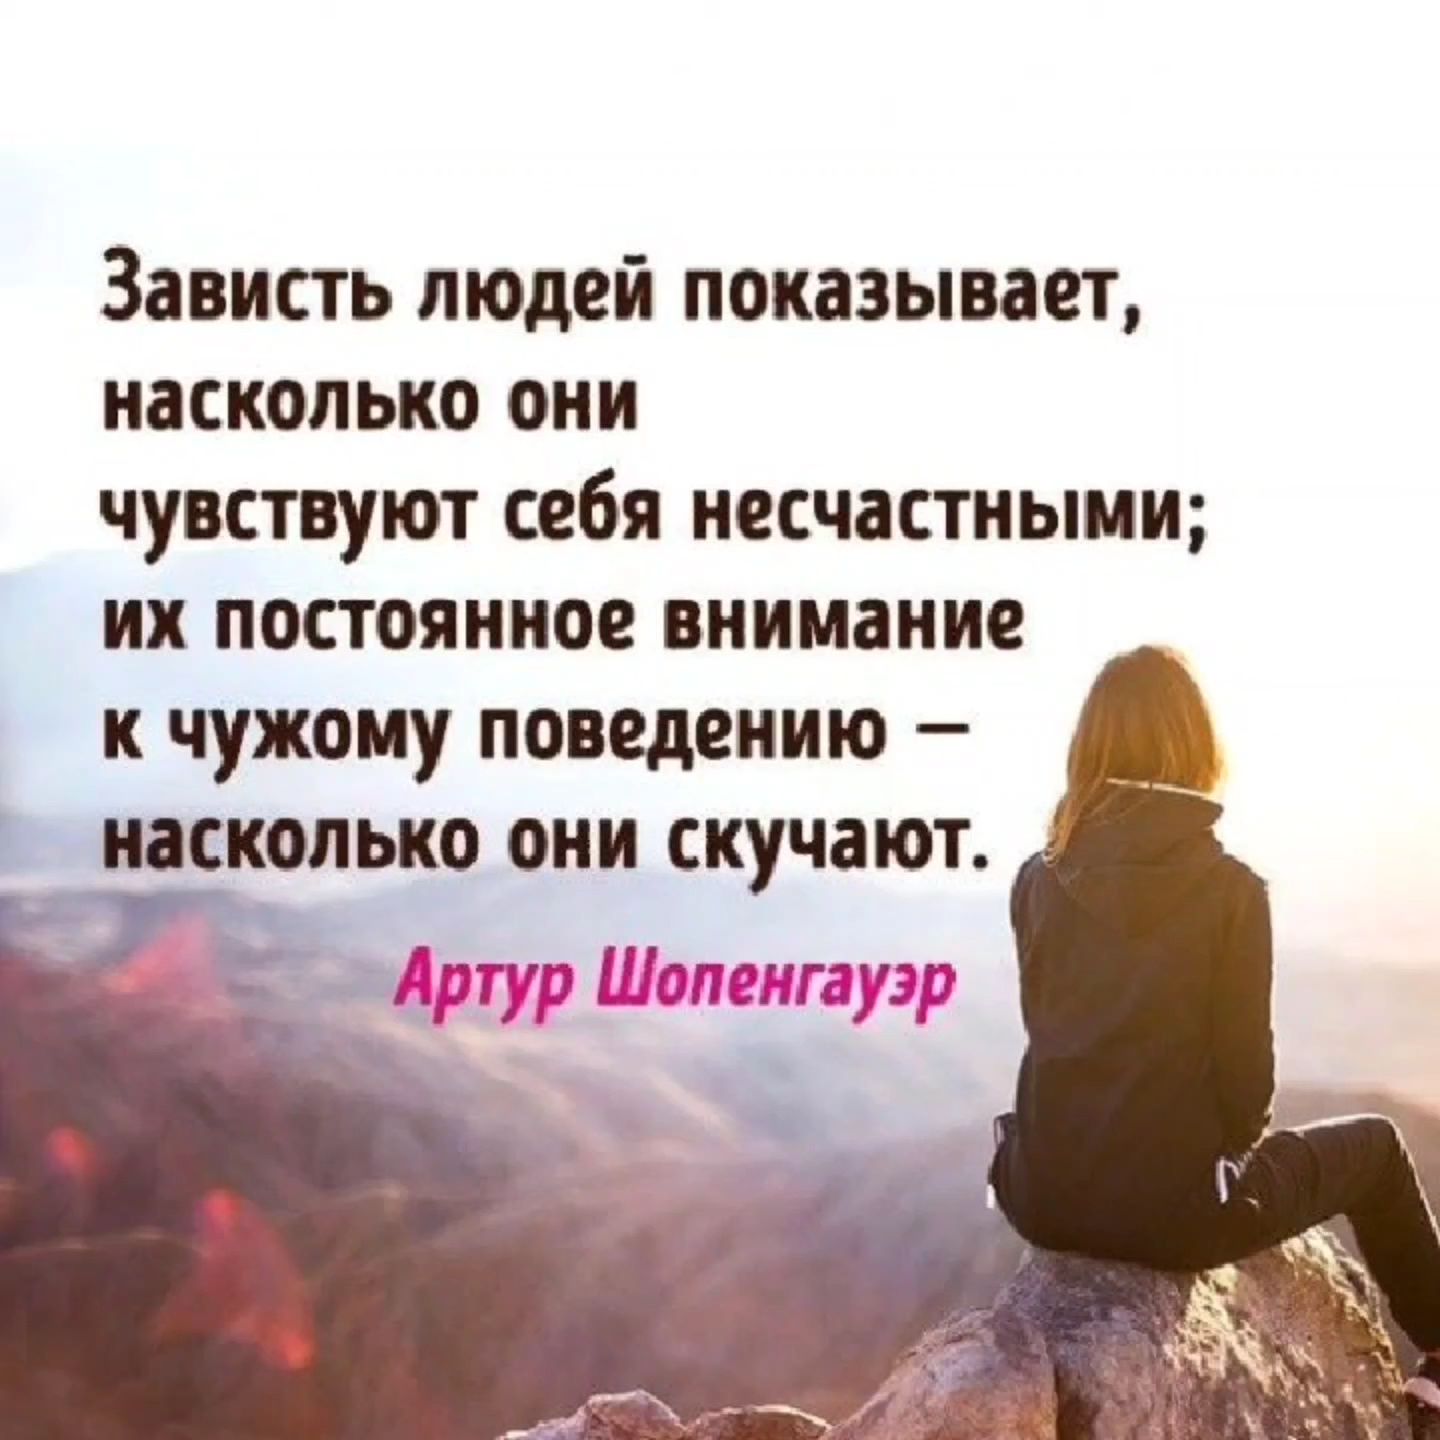 Зависть людей показывает,
насколько они
чувствуют себя несчастными;
их постоянное внимание
к чужому поведению —
насколько они скучают.
Артур Шопенгауэр